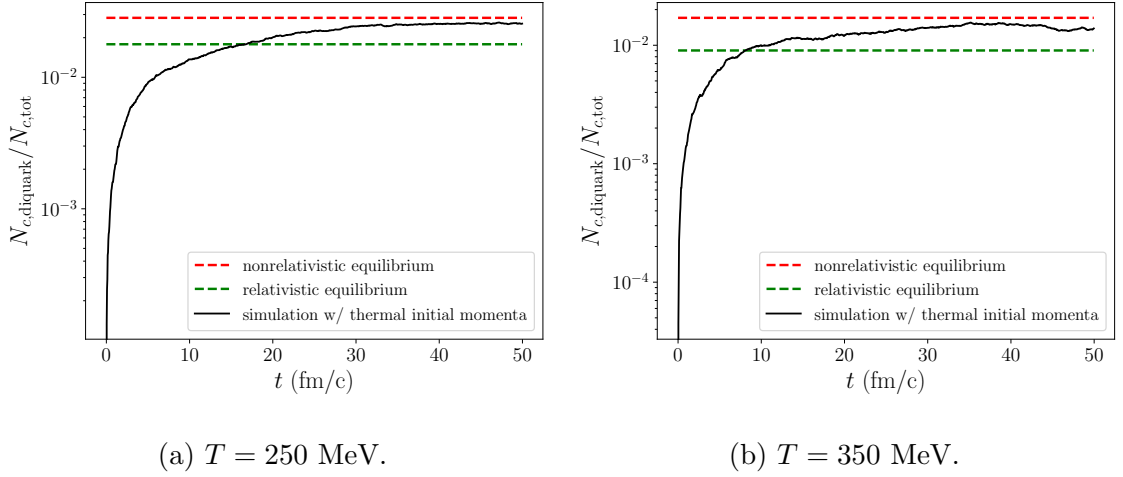 N_{c,diquark}/N_{c,tot}
10^{-2}
10^{-3}
nonrelativistic equilibrium
relativistic equilibrium
simulation w/ thermal initial momenta
0 10 20 30 40 50
t (fm/c)
(a) T = 250 MeV.
N_{c,diquark}/N_{c,tot}
10^{-2}
10^{-3}
10^{-4}
nonrelativistic equilibrium
relativistic equilibrium
simulation w/ thermal initial momenta
0 10 20 30 40 50
t (fm/c)
(b) T = 350 MeV.